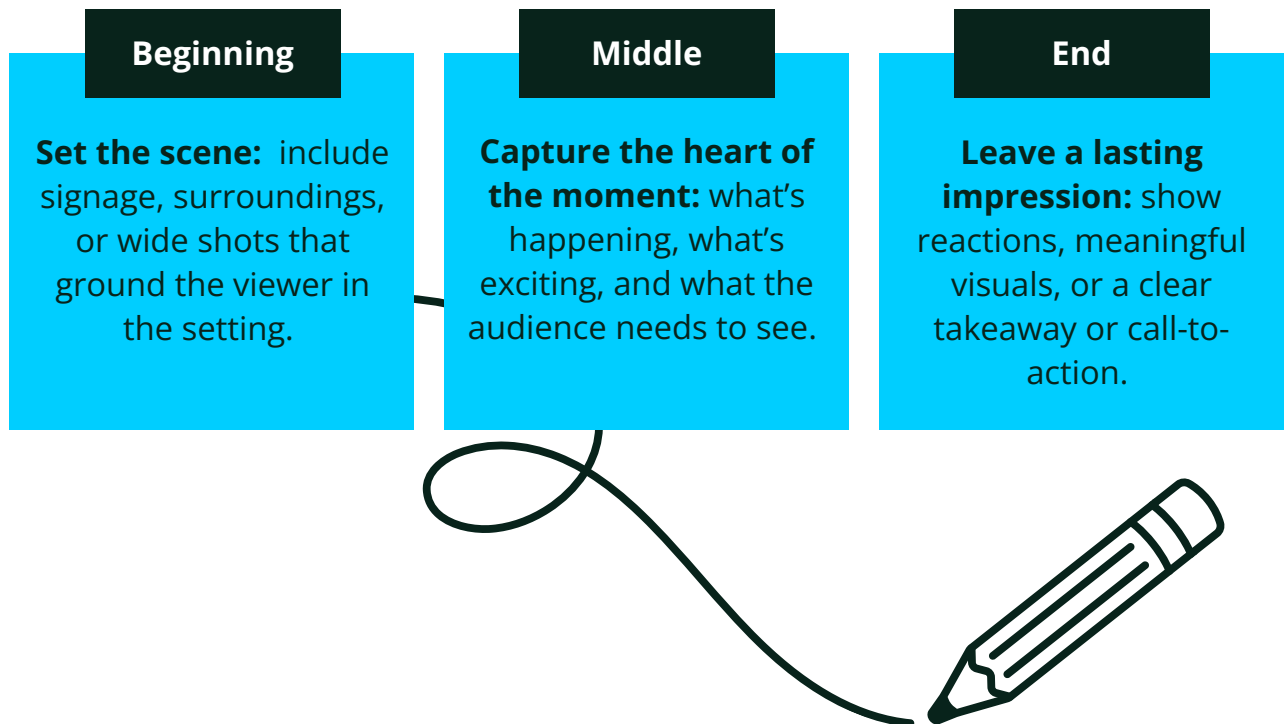 Beginning
Set the scene: include
signage, surroundings,
or wide shots that
ground the viewer in
the setting.
Middle
Capture the heart of
the moment: what’s
happening, what’s
exciting, and what the
audience needs to see.
End
Leave a lasting
impression: show
reactions, meaningful
visuals, or a clear
takeaway or call-to-
action.